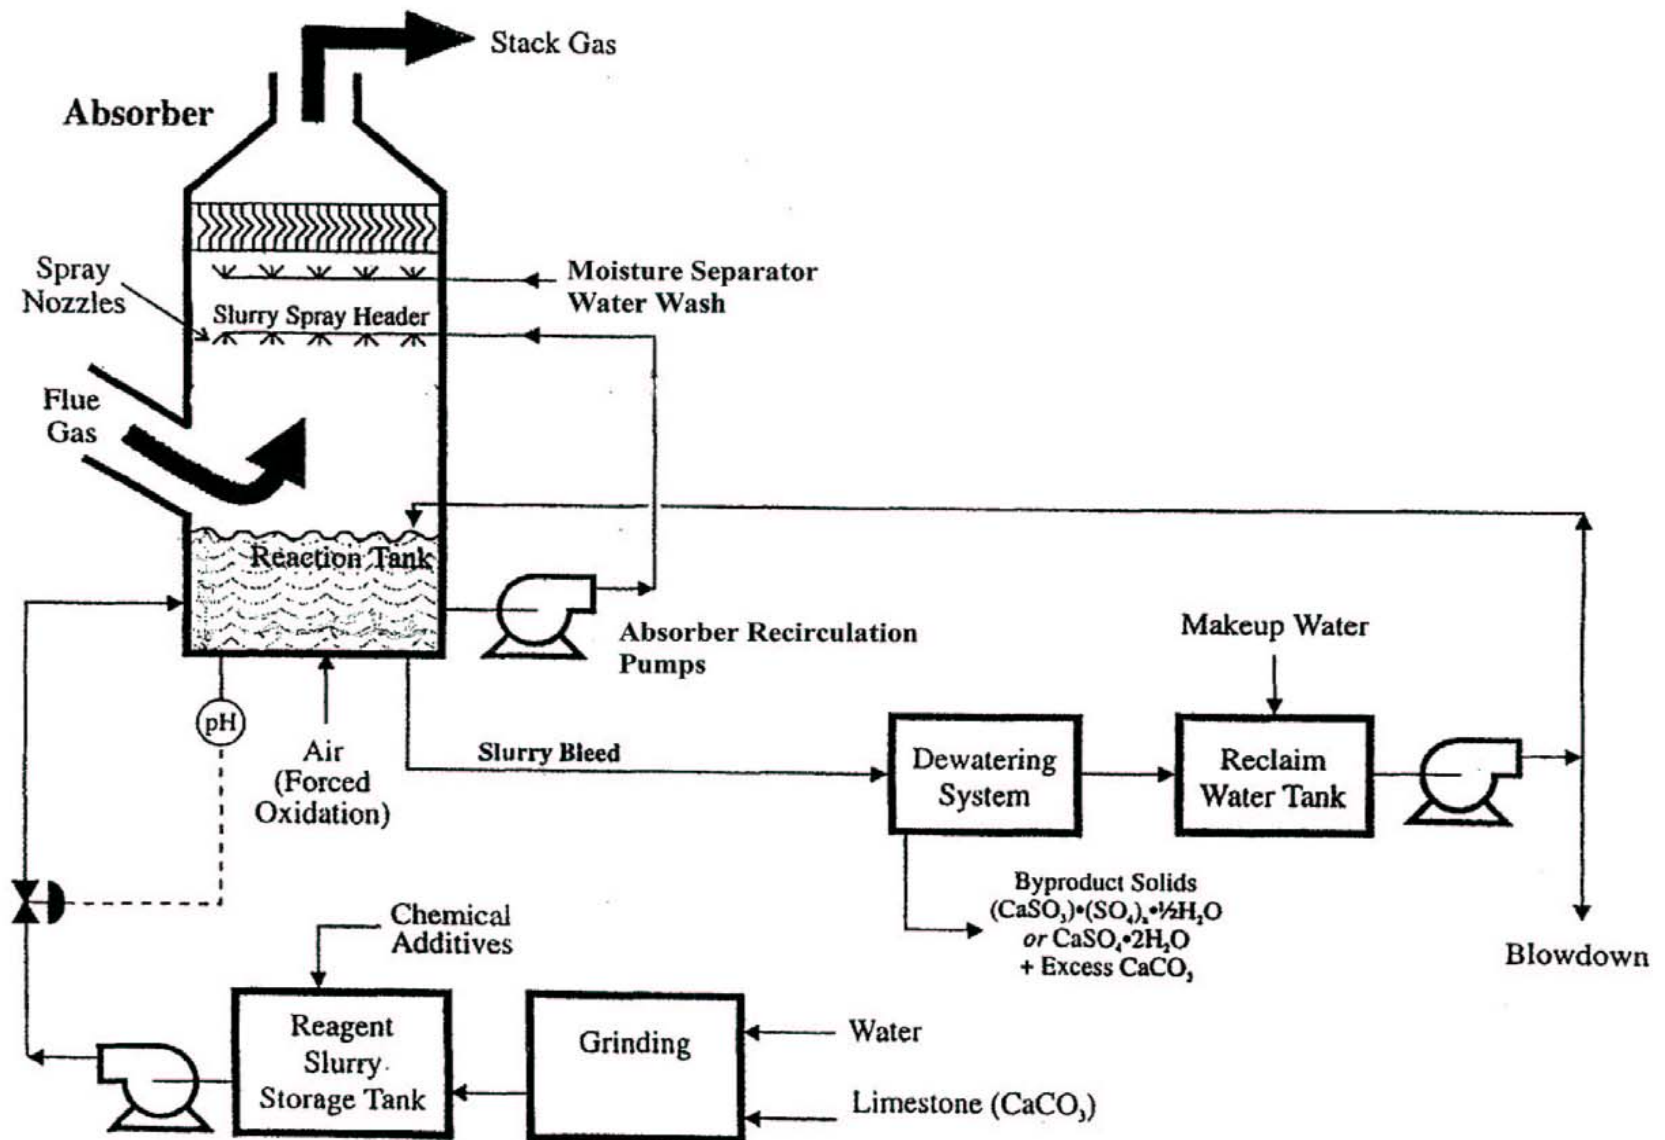 Stack Gas
Absorber
Spray
Nozzles
Moisture Separator
Water Wash
Slurry Spray Header
Flue
Gas
Reaction Tank
Absorber Recirculation
Pumps
Makeup Water
pH
Air
(Forced
Oxidation)
Slurry Bleed
Dewatering
System
Reclaim
Water Tank
Byproduct Solids
(CaSO₃)•(SO₄)ₓ•½H₂O
or CaSO₄•2H₂O
+ Excess CaCO₃
Blowdown
Chemical
Additives
Reagent
Slurry
Storage Tank
Grinding
Water
Limestone (CaCO₃)